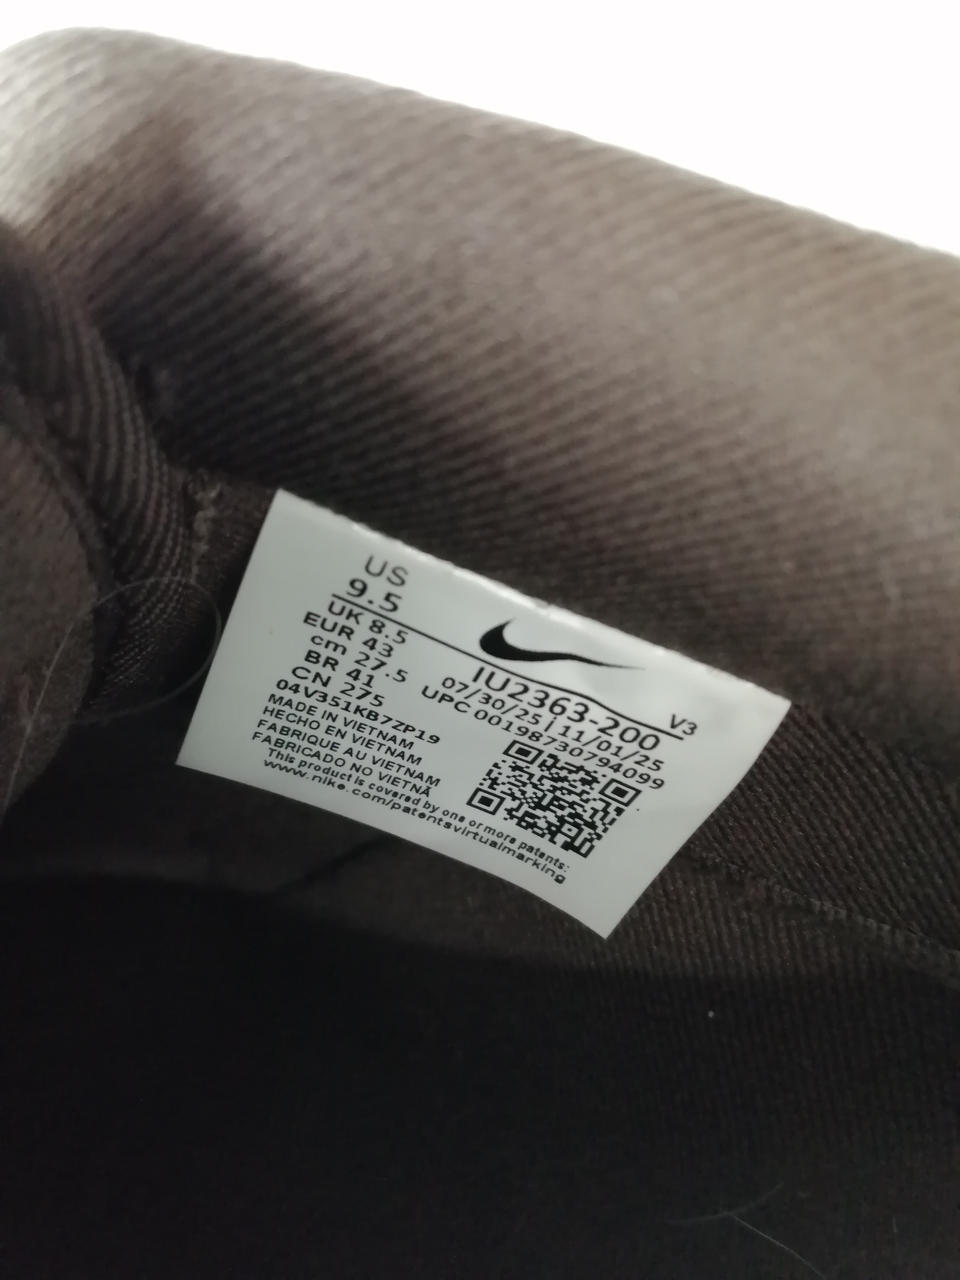 US
9.5
UK 8.5
EUR 43
cm 27.5
BR 41
CN 275
04V351KB7ZP19
MADE IN VIETNAM
HECHO EN VIETNAM
FABRIQUE AU VIETNAM
FABRICADO NO VIETNÃ
This product is covered by one or more patents:
www.nike.com/patentsvirtualmarking
IU2363-200 V3
07/30/25 | 11/01/25
UPC 00198730794099